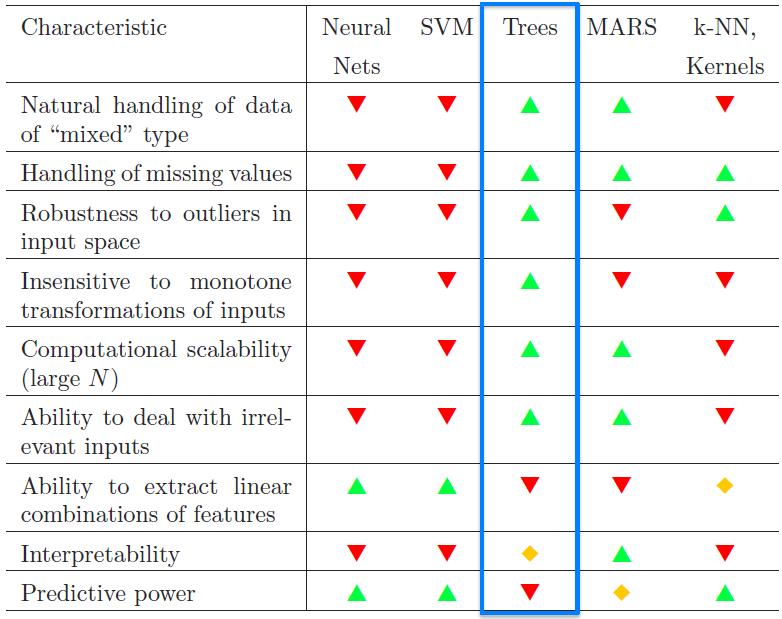 Characteristic Neural SVM Trees MARS k-NN,
Nets Kernels
Natural handling of data
of “mixed” type
Handling of missing values
Robustness to outliers in
input space
Insensitive to monotone
transformations of inputs
Computational scalability
(large N)
Ability to deal with irrel-
evant inputs
Ability to extract linear
combinations of features
Interpretability
Predictive power